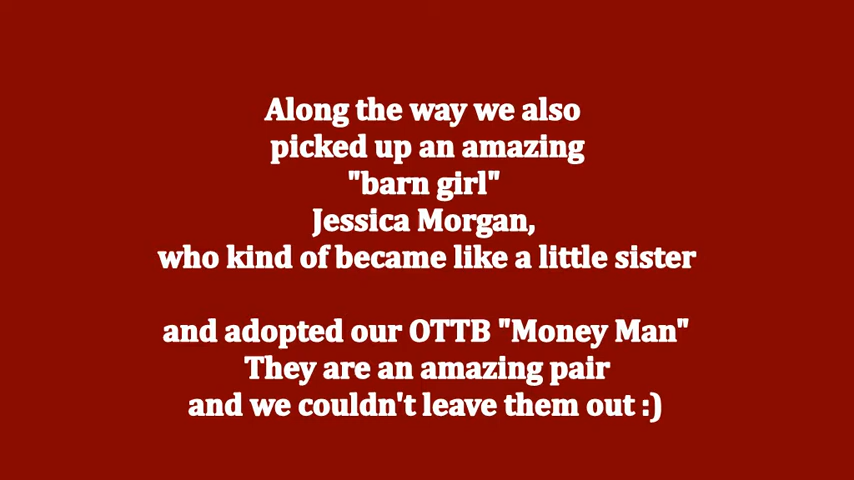 Along the way we also
picked up an amazing
"barn girl"
Jessica Morgan,
who kind of became like a little sister
and adopted our OTTB "Money Man"
They are an amazing pair
and we couldn't leave them out :)